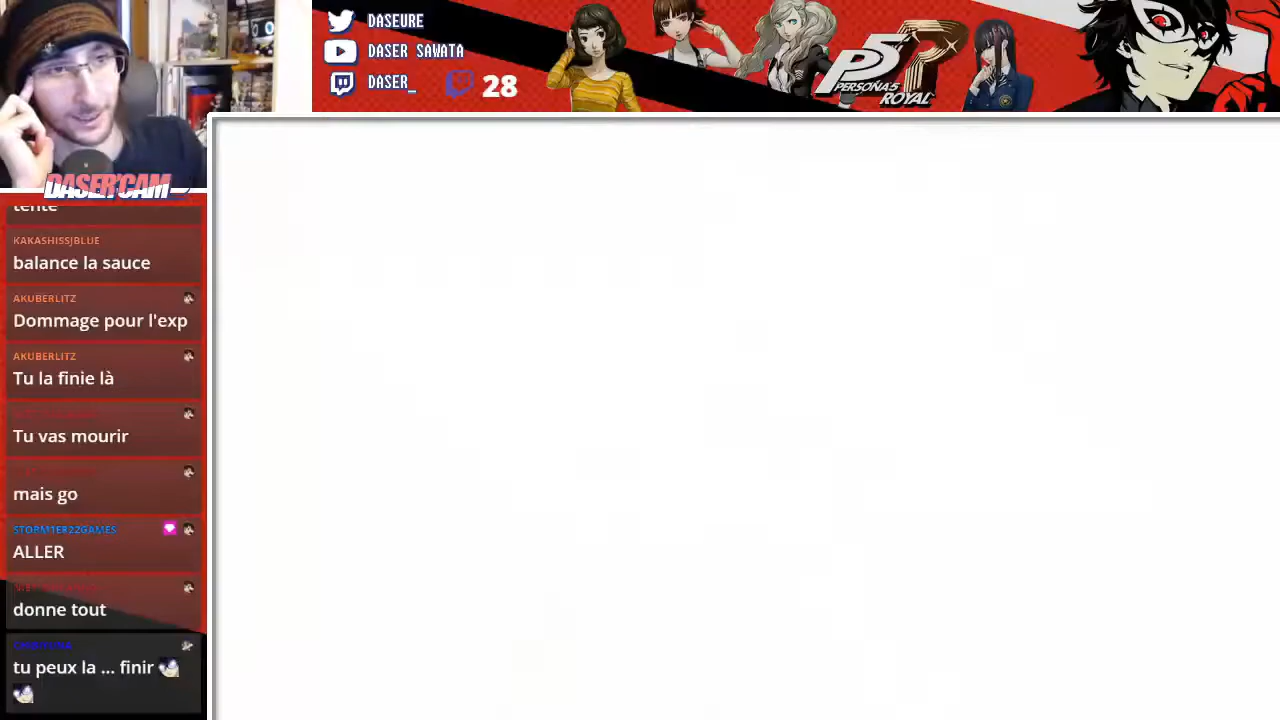 DASEURE
DASER SAWATA
DASER_
28
P5R
PERSONA5
ROYAL
DASER'CAM
tente
KAKASHISSJBLUE
balance la sauce
AKUBERLITZ
Dommage pour l'exp
AKUBERLITZ
Tu la finie là
Tu vas mourir
mais go
STORM1ER22GAMES
ALLER
donne tout
tu peux la ... finir